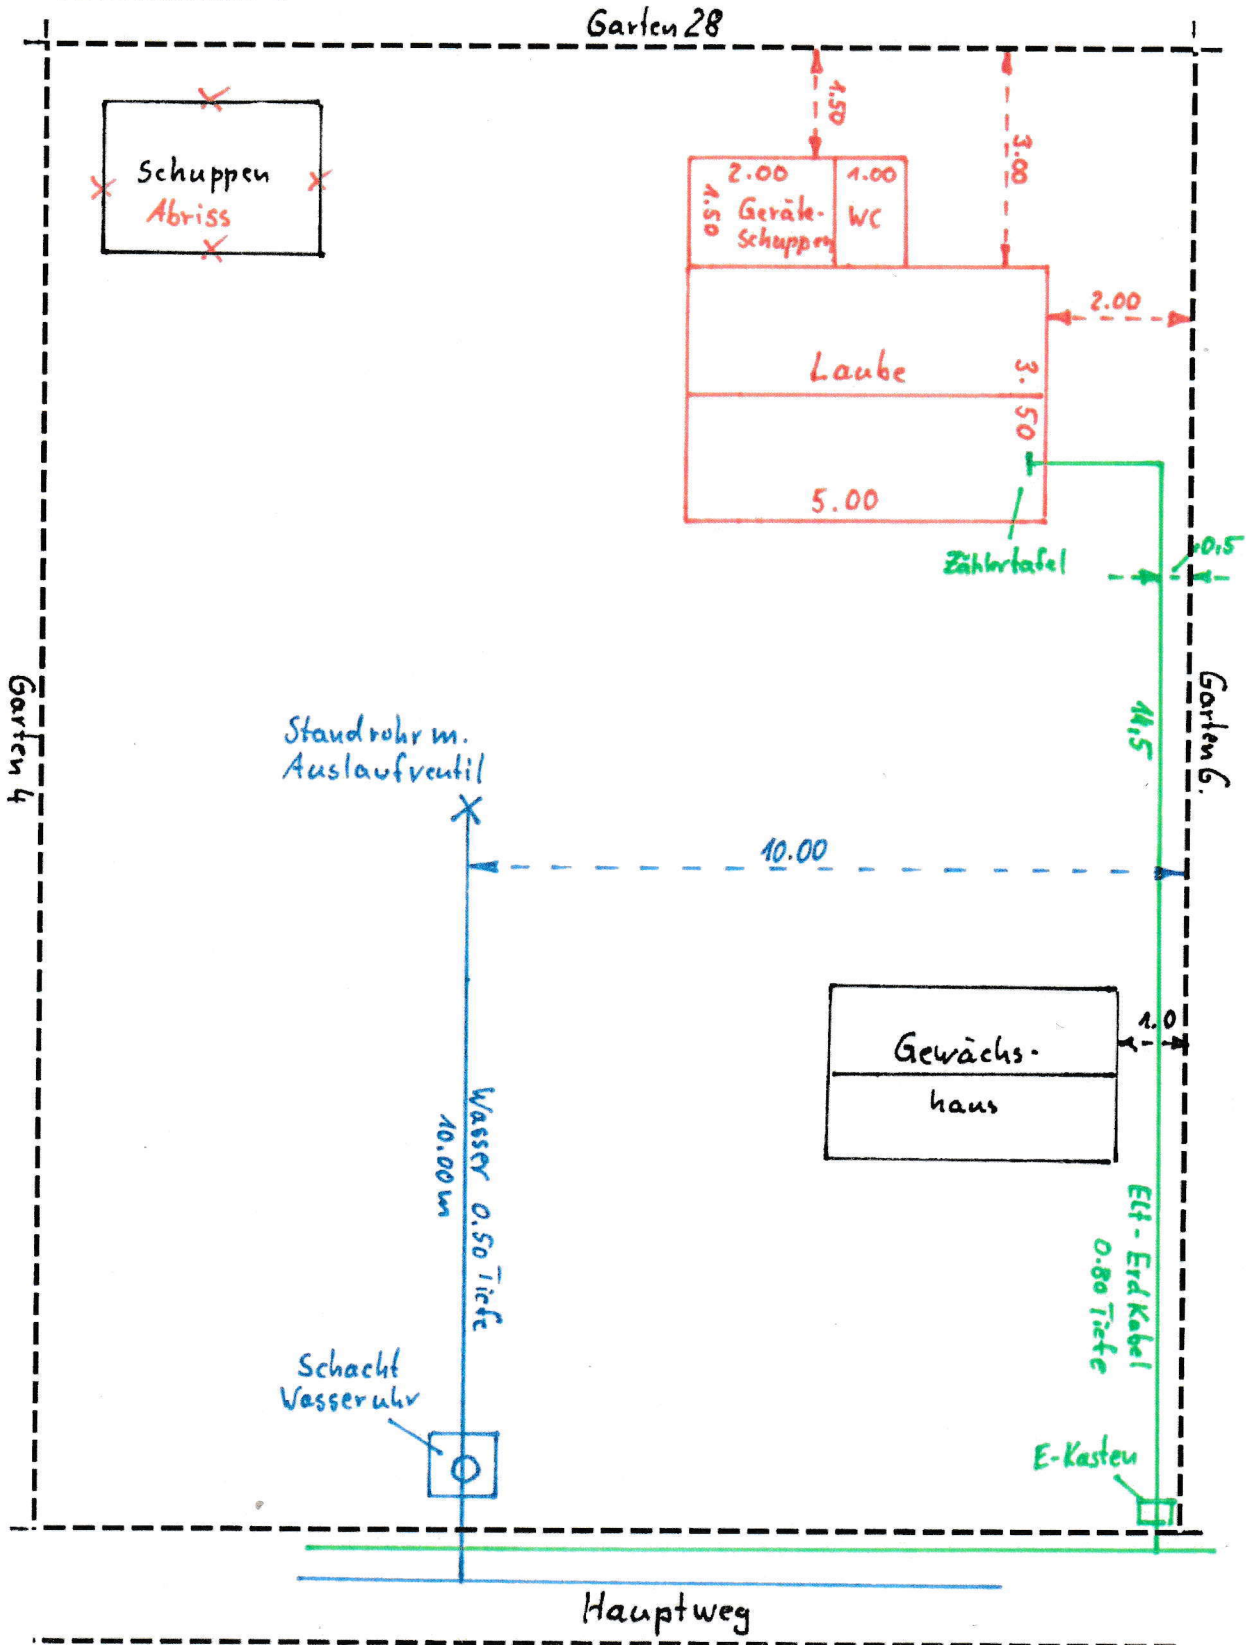 Garten 28
Schuppen
Abriss
1.50
3.00
2.00
1.00
1.50
Geräte-
Schuppen
WC
2.00
Laube
3.50
5.00
Zählertafel
0,5
Garten 4
Garten 6.
14,5
Standrohr m.
Auslaufventil
10.00
Gewächs-
haus
1.0
Wasser 0.50 Tiefe
10.00m
Elt-Erdkabel
0.80 Tiefe
Schacht
Wasseruhr
E-Kasten
Hauptweg